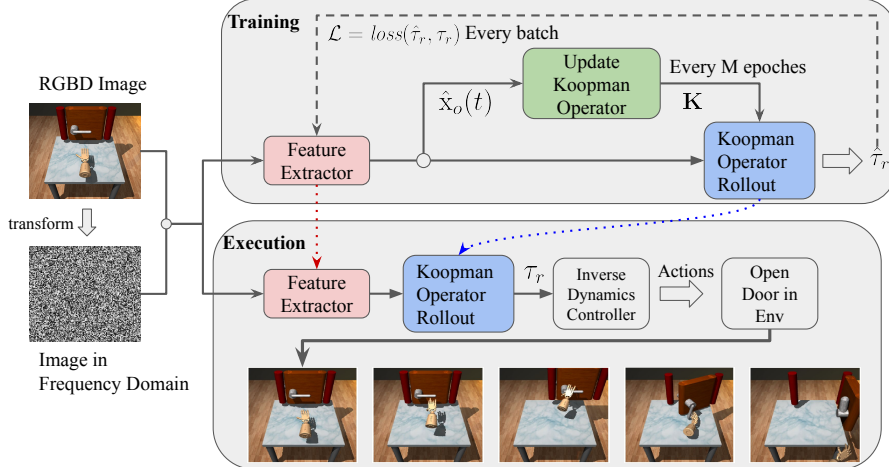 Training
ℒ = loss(τ̂_r, τ_r) Every batch
RGBD Image
Update
Koopman
Operator
Every M epochs
x̂_o(t)
K
Feature
Extractor
Koopman
Operator
Rollout
τ̂_r
transform
Execution
Feature
Extractor
Koopman
Operator
Rollout
τ_r
Inverse
Dynamics
Controller
Actions
Open
Door in
Env
Image in
Frequency Domain